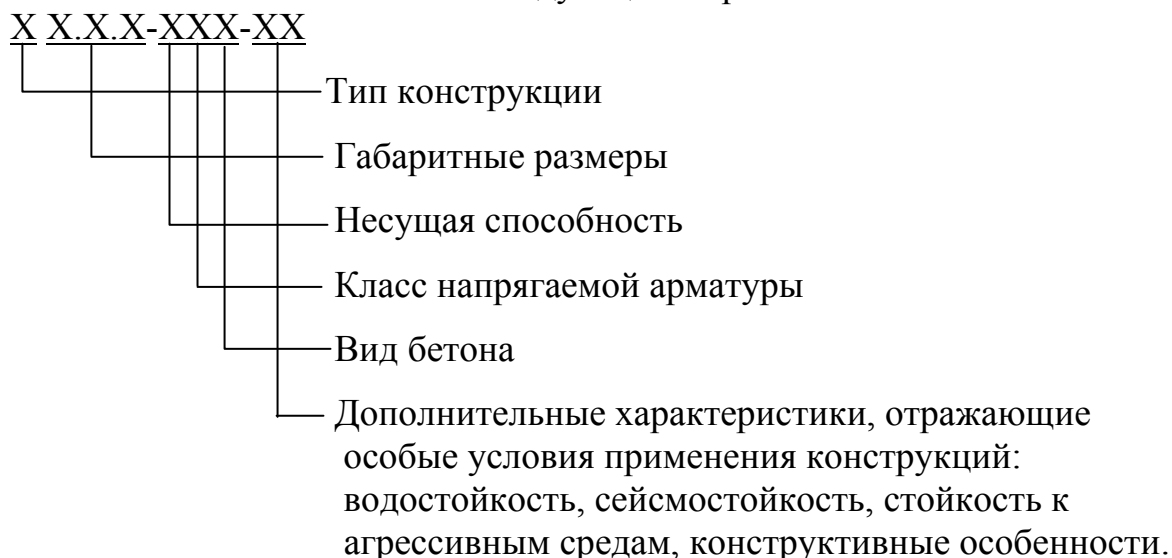 Х Х.Х.Х-ХХХ-ХХ
Тип конструкции
Габаритные размеры
Несущая способность
Класс напрягаемой арматуры
Вид бетона
Дополнительные характеристики, отражающие
особые условия применения конструкций:
водостойкость, сейсмостойкость, стойкость к
агрессивным средам, конструктивные особенности.